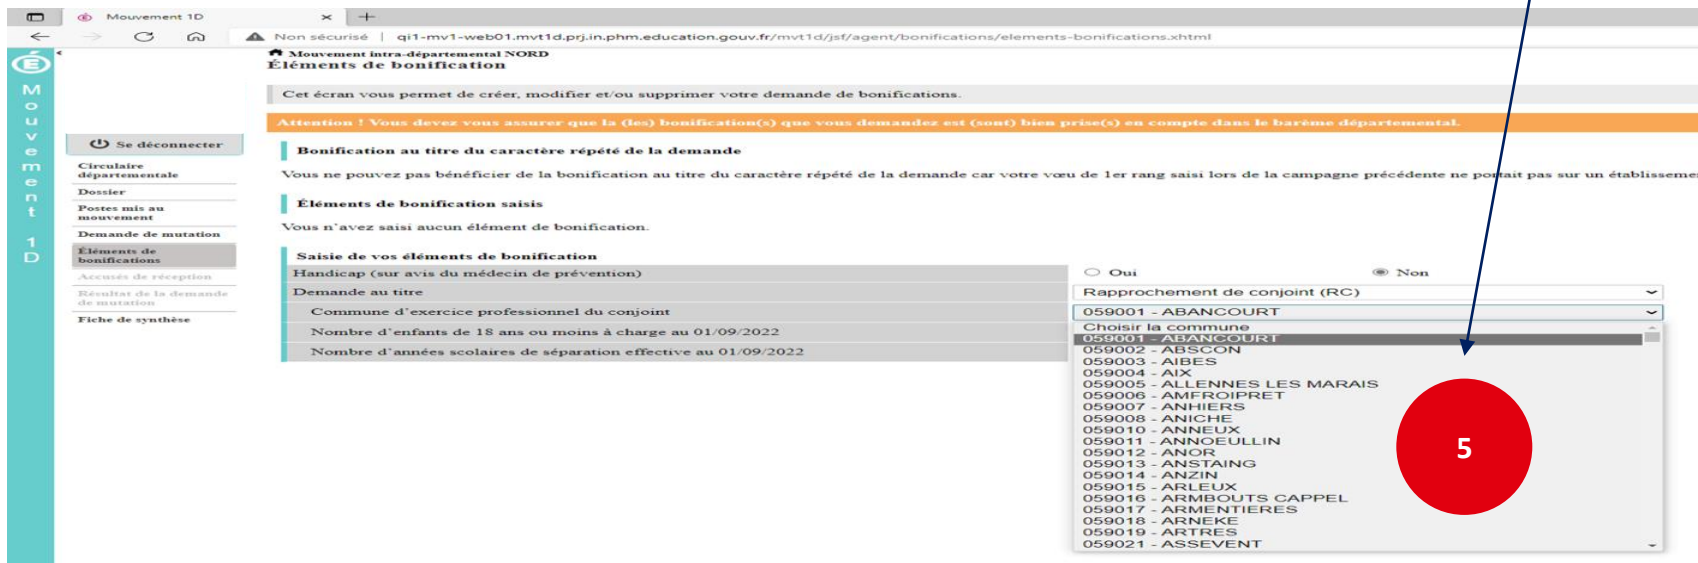 Mouvement 1D
Non sécurisé | qi1-mv1-web01.mvt1d.prj.in.phm.education.gouv.fr/mvt1d/jsf/agent/bonifications/elements-bonifications.xhtml
Mouvement 1D
Mouvement intra-départemental NORD
Éléments de bonification
Cet écran vous permet de créer, modifier et/ou supprimer votre demande de bonifications.
Attention ! Vous devez vous assurer que la (les) bonification(s) que vous demandez est (sont) bien prise(s) en compte dans le barème départemental.
Se déconnecter
Circulaire
départementale
Dossier
Postes mis au
mouvement
Demande de mutation
Éléments de
bonifications
Accusés de réception
Résultat de la demande
de mutation
Fiche de synthèse
Bonification au titre du caractère répété de la demande
Vous ne pouvez pas bénéficier de la bonification au titre du caractère répété de la demande car votre vœu de 1er rang saisi lors de la campagne précédente ne portait pas sur un établisseme
Éléments de bonification saisis
Vous n'avez saisi aucun élément de bonification.
Saisie de vos éléments de bonification
Handicap (sur avis du médecin de prévention)
Oui
Non
Demande au titre
Rapprochement de conjoint (RC)
Commune d'exercice professionnel du conjoint
059001 - ABANCOURT
Nombre d'enfants de 18 ans ou moins à charge au 01/09/2022
Nombre d'années scolaires de séparation effective au 01/09/2022
Choisir la commune
059001 - ABANCOURT
059002 - ABSCON
059003 - AIBES
059004 - AIX
059005 - ALLENNES LES MARAIS
059006 - AMFROIPRET
059007 - ANHIERS
059008 - ANICHE
059010 - ANNEUX
059011 - ANNOEULLIN
059012 - ANOR
059013 - ANSTAING
059014 - ANZIN
059015 - ARLEUX
059016 - ARMBOUTS CAPPEL
059017 - ARMENTIERES
059018 - ARNEKE
059019 - ARTRES
059021 - ASSEVENT
5